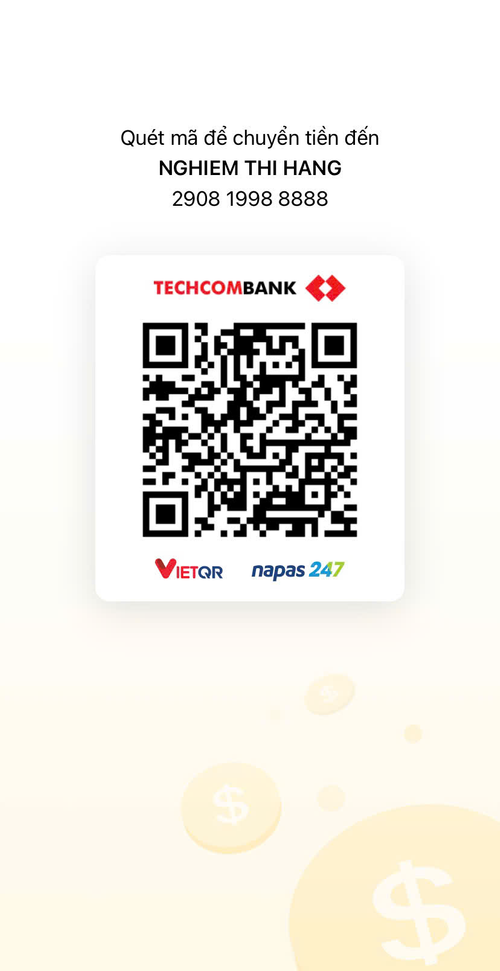 Quét mã để chuyển tiền đến
NGHIEM THI HANG
2908 1998 8888
TECHCOMBANK
VIETQR
napas 247
$
$
$